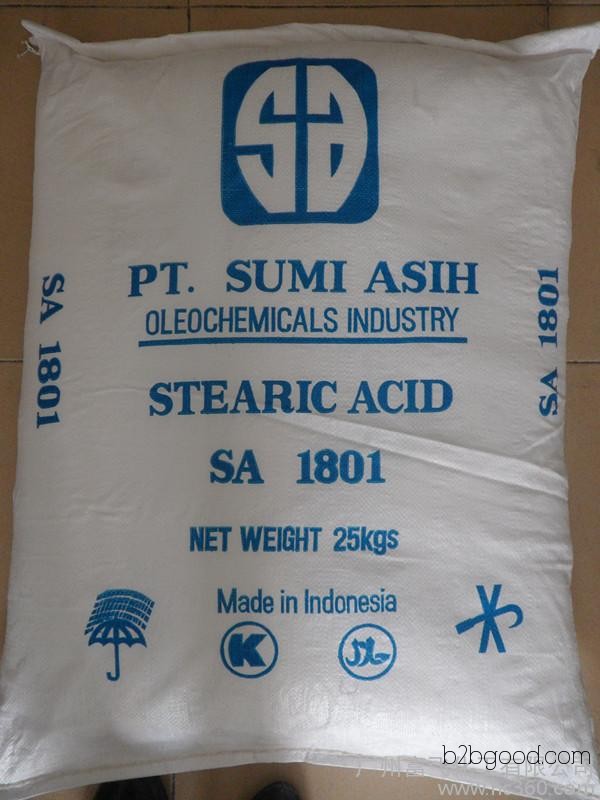 SA
PT. SUMI ASIH
OLEOCHEMICALS INDUSTRY
SA 1801
SA 1801
STEARIC ACID
SA 1801
NET WEIGHT 25kgs
Made in Indonesia
K
b2bgood.com